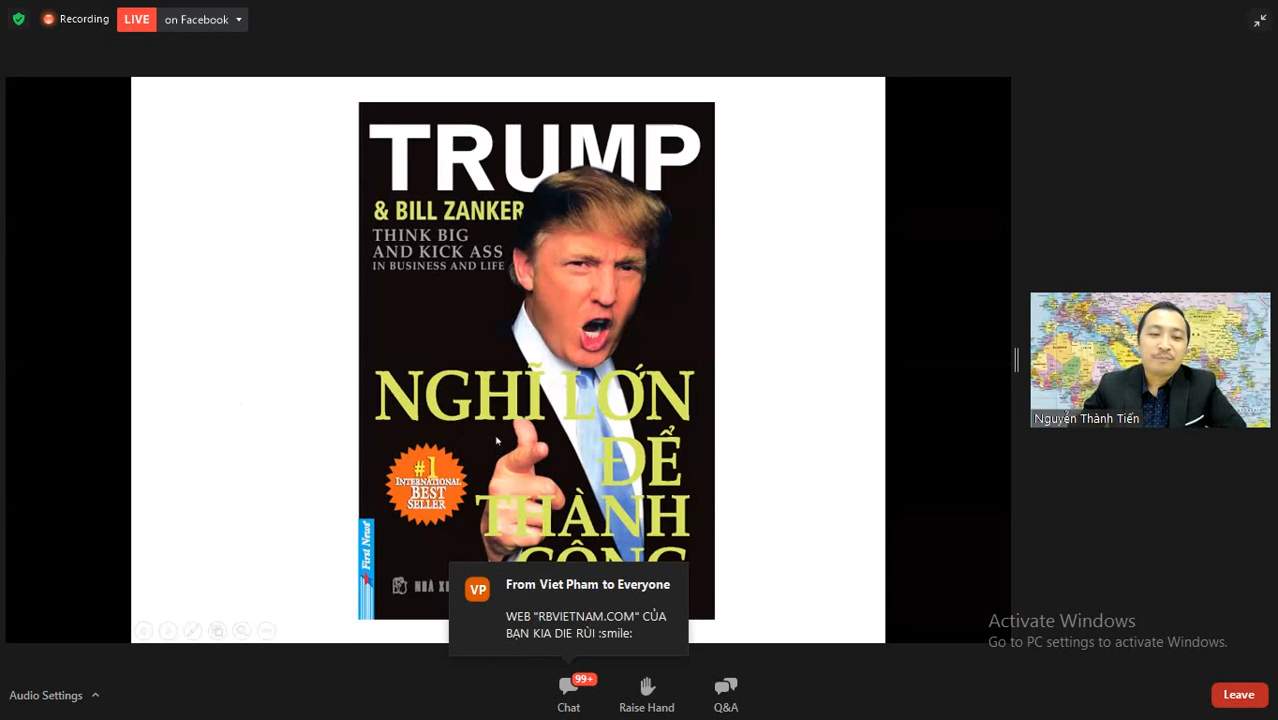 Recording
LIVE
on Facebook
TRUMP
& BILL ZANKER
THINK BIG
AND KICK ASS
IN BUSINESS AND LIFE
NGHĨ LỚN
ĐỂ
THÀNH
CÔNG
#1
INTERNATIONAL
BEST
SELLER
First News
NHÀ
Nguyễn Thành Tiến
VP
From Viet Pham to Everyone
WEB "RBVIETNAM.COM" CỦA
BẠN KIA DIE RÙI :smile:
Activate Windows
Go to PC settings to activate Windows.
Audio Settings
99+
Chat
Raise Hand
Q&A
Leave